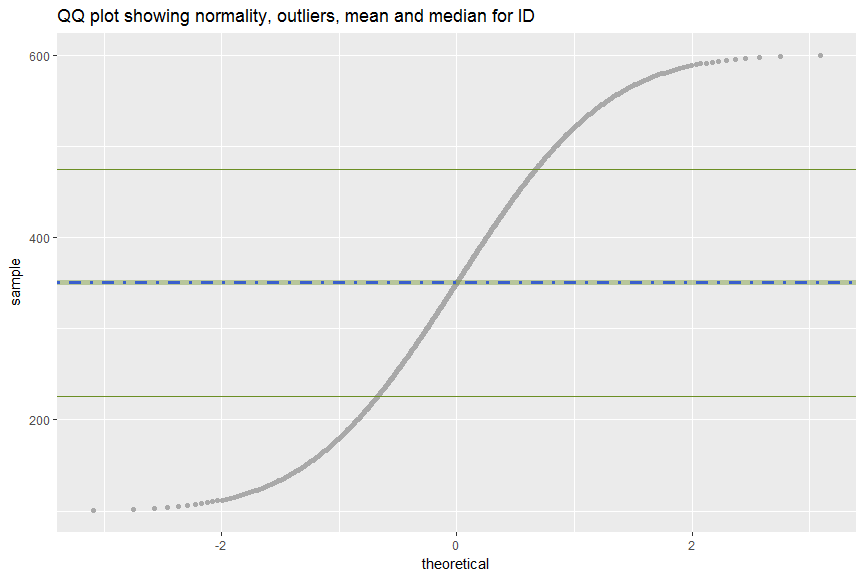 QQ plot showing normality, outliers, mean and median for ID
600
400
200
sample
-2
0
2
theoretical